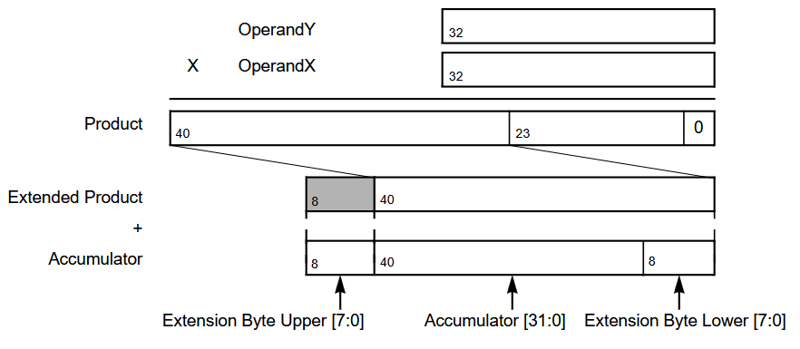 OperandY 32
X OperandX 32
Product 40 23 0
Extended Product 8 40
+
Accumulator 8 40 8
Extension Byte Upper [7:0] Accumulator [31:0] Extension Byte Lower [7:0]